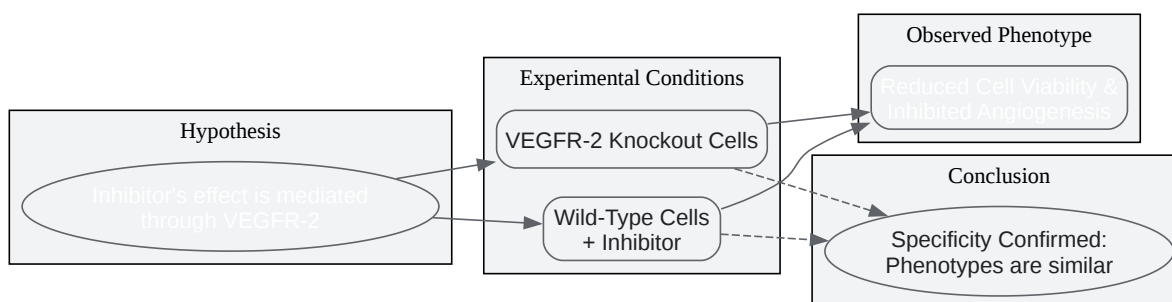 Hypothesis
Inhibitor's effect is mediated
through VEGFR-2
Experimental Conditions
VEGFR-2 Knockout Cells
Wild-Type Cells
+ Inhibitor
Observed Phenotype
Reduced Cell Viability &
Inhibited Angiogenesis
Conclusion
Specificity Confirmed:
Phenotypes are similar